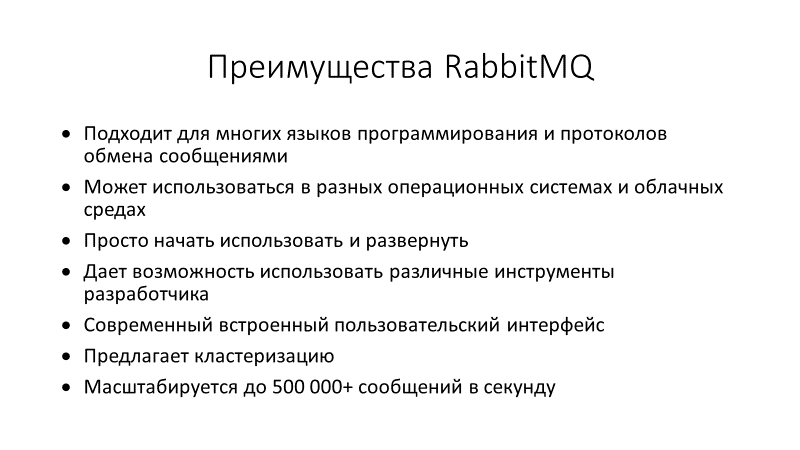 Преимущества RabbitMQ
• Подходит для многих языков программирования и протоколов
обмена сообщениями
• Может использоваться в разных операционных системах и облачных
средах
• Просто начать использовать и развернуть
• Дает возможность использовать различные инструменты
разработчика
• Современный встроенный пользовательский интерфейс
• Предлагает кластеризацию
• Масштабируется до 500 000+ сообщений в секунду